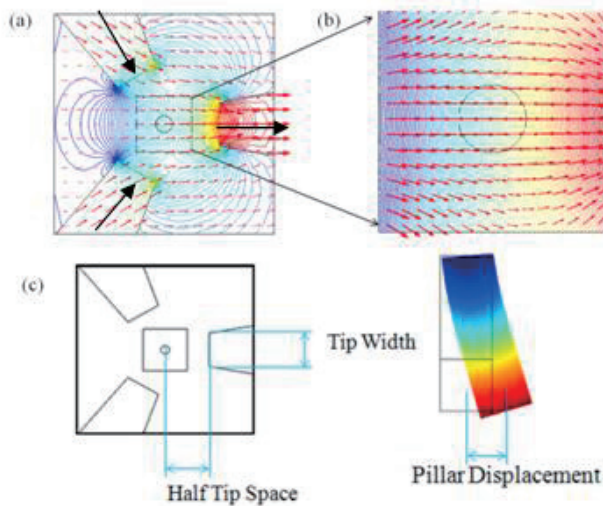 (a)
(b)
(c)
Tip Width
Half Tip Space
Pillar Displacement